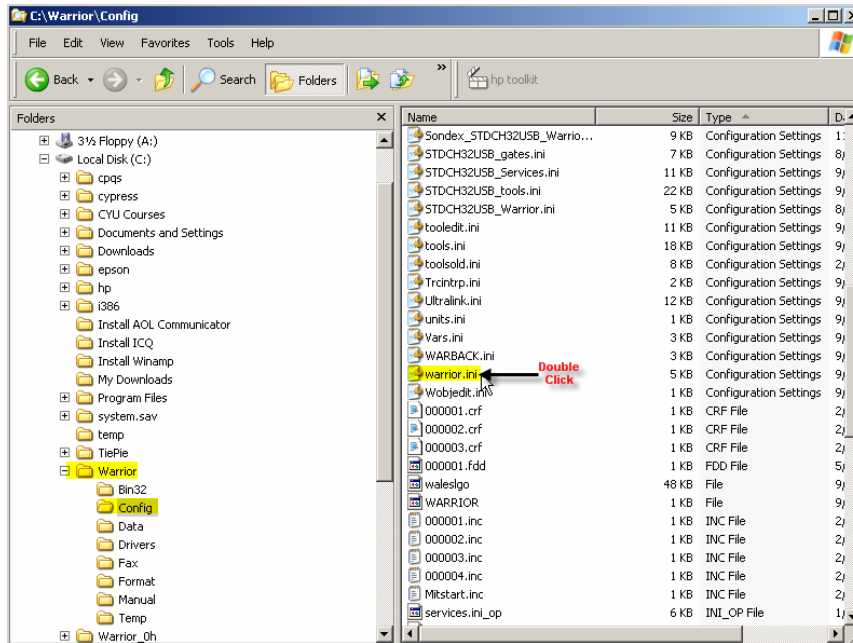 C:\Warrior\Config
File Edit View Favorites Tools Help
Back Search Folders » hp toolkit
Folders
3½ Floppy (A:)
Local Disk (C:)
cpqs
cypress
CYU Courses
Documents and Settings
Downloads
epson
hp
i386
Install AOL Communicator
Install ICQ
Install Winamp
My Downloads
Program Files
system.sav
temp
TiePie
Warrior
Bin32
Config
Data
Drivers
Fax
Format
Manual
Temp
Warrior_0h
Name Size Type
Sondex_STDCH32USB_Warrio... 9 KB Configuration Settings
STDCH32USB_gates.ini 7 KB Configuration Settings
STDCH32USB_Services.ini 11 KB Configuration Settings
STDCH32USB_tools.ini 22 KB Configuration Settings
STDCH32USB_Warrior.ini 5 KB Configuration Settings
tooledit.ini 11 KB Configuration Settings
tools.ini 18 KB Configuration Settings
toolsold.ini 8 KB Configuration Settings
Trcintrp.ini 2 KB Configuration Settings
Ultralink.ini 12 KB Configuration Settings
units.ini 1 KB Configuration Settings
Vars.ini 3 KB Configuration Settings
WARBACK.ini 3 KB Configuration Settings
warrior.ini 5 KB Configuration Settings
Double
Click
Wobjedit.ini 1 KB Configuration Settings
000001.crf 1 KB CRF File
000002.crf 1 KB CRF File
000003.crf 1 KB CRF File
000001.fdd 1 KB FDD File
waleslgo 48 KB File
WARRIOR 1 KB File
000001.inc 1 KB INC File
000002.inc 1 KB INC File
000003.inc 1 KB INC File
000004.inc 1 KB INC File
Mitstart.inc 1 KB INC File
services.ini_op 6 KB INI_OP File